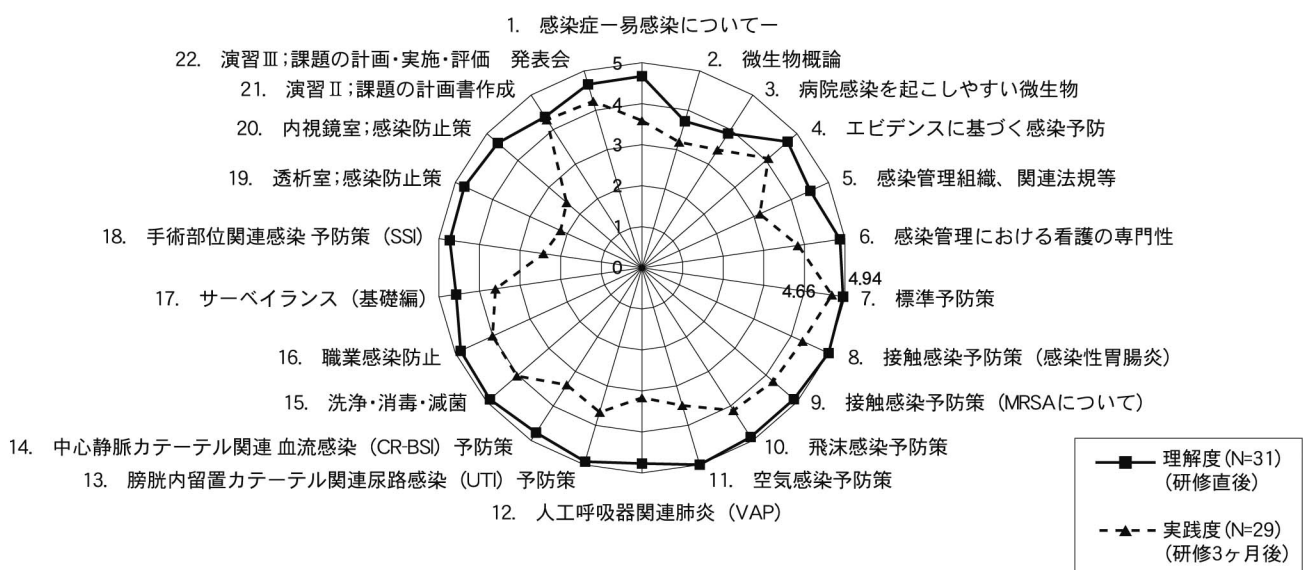 1. 感染症ー易感染についてー
2. 微生物概論
3. 病院感染を起こしやすい微生物
4. エビデンスに基づく感染予防
5. 感染管理組織、関連法規等
6. 感染管理における看護の専門性
7. 標準予防策
8. 接触感染予防策(感染性胃腸炎)
9. 接触感染予防策(MRSAについて)
10. 飛沫感染予防策
11. 空気感染予防策
12. 人工呼吸器関連肺炎(VAP)
13. 膀胱内留置カテーテル関連尿路感染(UTI)予防策
14. 中心静脈カテーテル関連 血流感染(CR-BSI)予防策
15. 洗浄・消毒・滅菌
16. 職業感染防止
17. サーベイランス(基礎編)
18. 手術部位関連感染 予防策(SSI)
19. 透析室;感染防止策
20. 内視鏡室;感染防止策
21. 演習Ⅱ;課題の計画書作成
22. 演習Ⅲ;課題の計画・実施・評価 発表会
5
4
3
2
1
0
4.66
4.94
理解度(N=31)
(研修直後)
実践度(N=29)
(研修3ヶ月後)